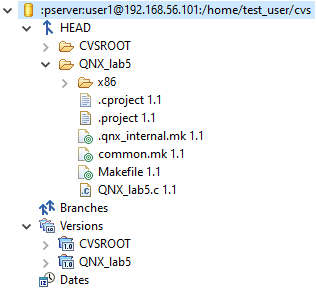 :pserver:user1@192.168.56.101:/home/test_user/cvs
HEAD
CVSROOT
QNX_lab5
x86
.cproject 1.1
.project 1.1
.qnx_internal.mk 1.1
common.mk 1.1
Makefile 1.1
QNX_lab5.c 1.1
Branches
Versions
CVSROOT
QNX_lab5
Dates